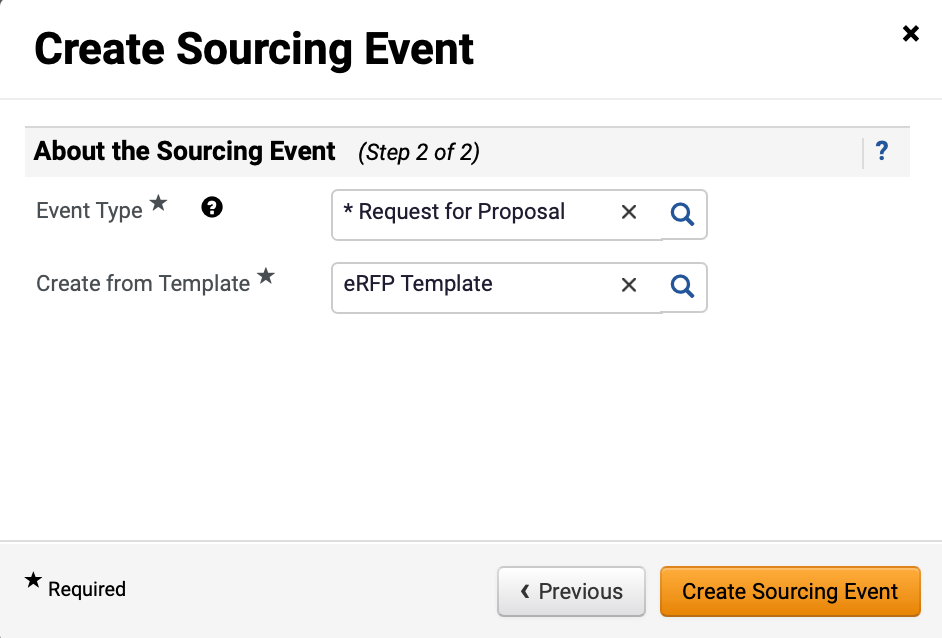 Create Sourcing Event
About the Sourcing Event (Step 2 of 2)
Event Type ★
* Request for Proposal
Create from Template ★
eRFP Template
★ Required
‹ Previous
Create Sourcing Event